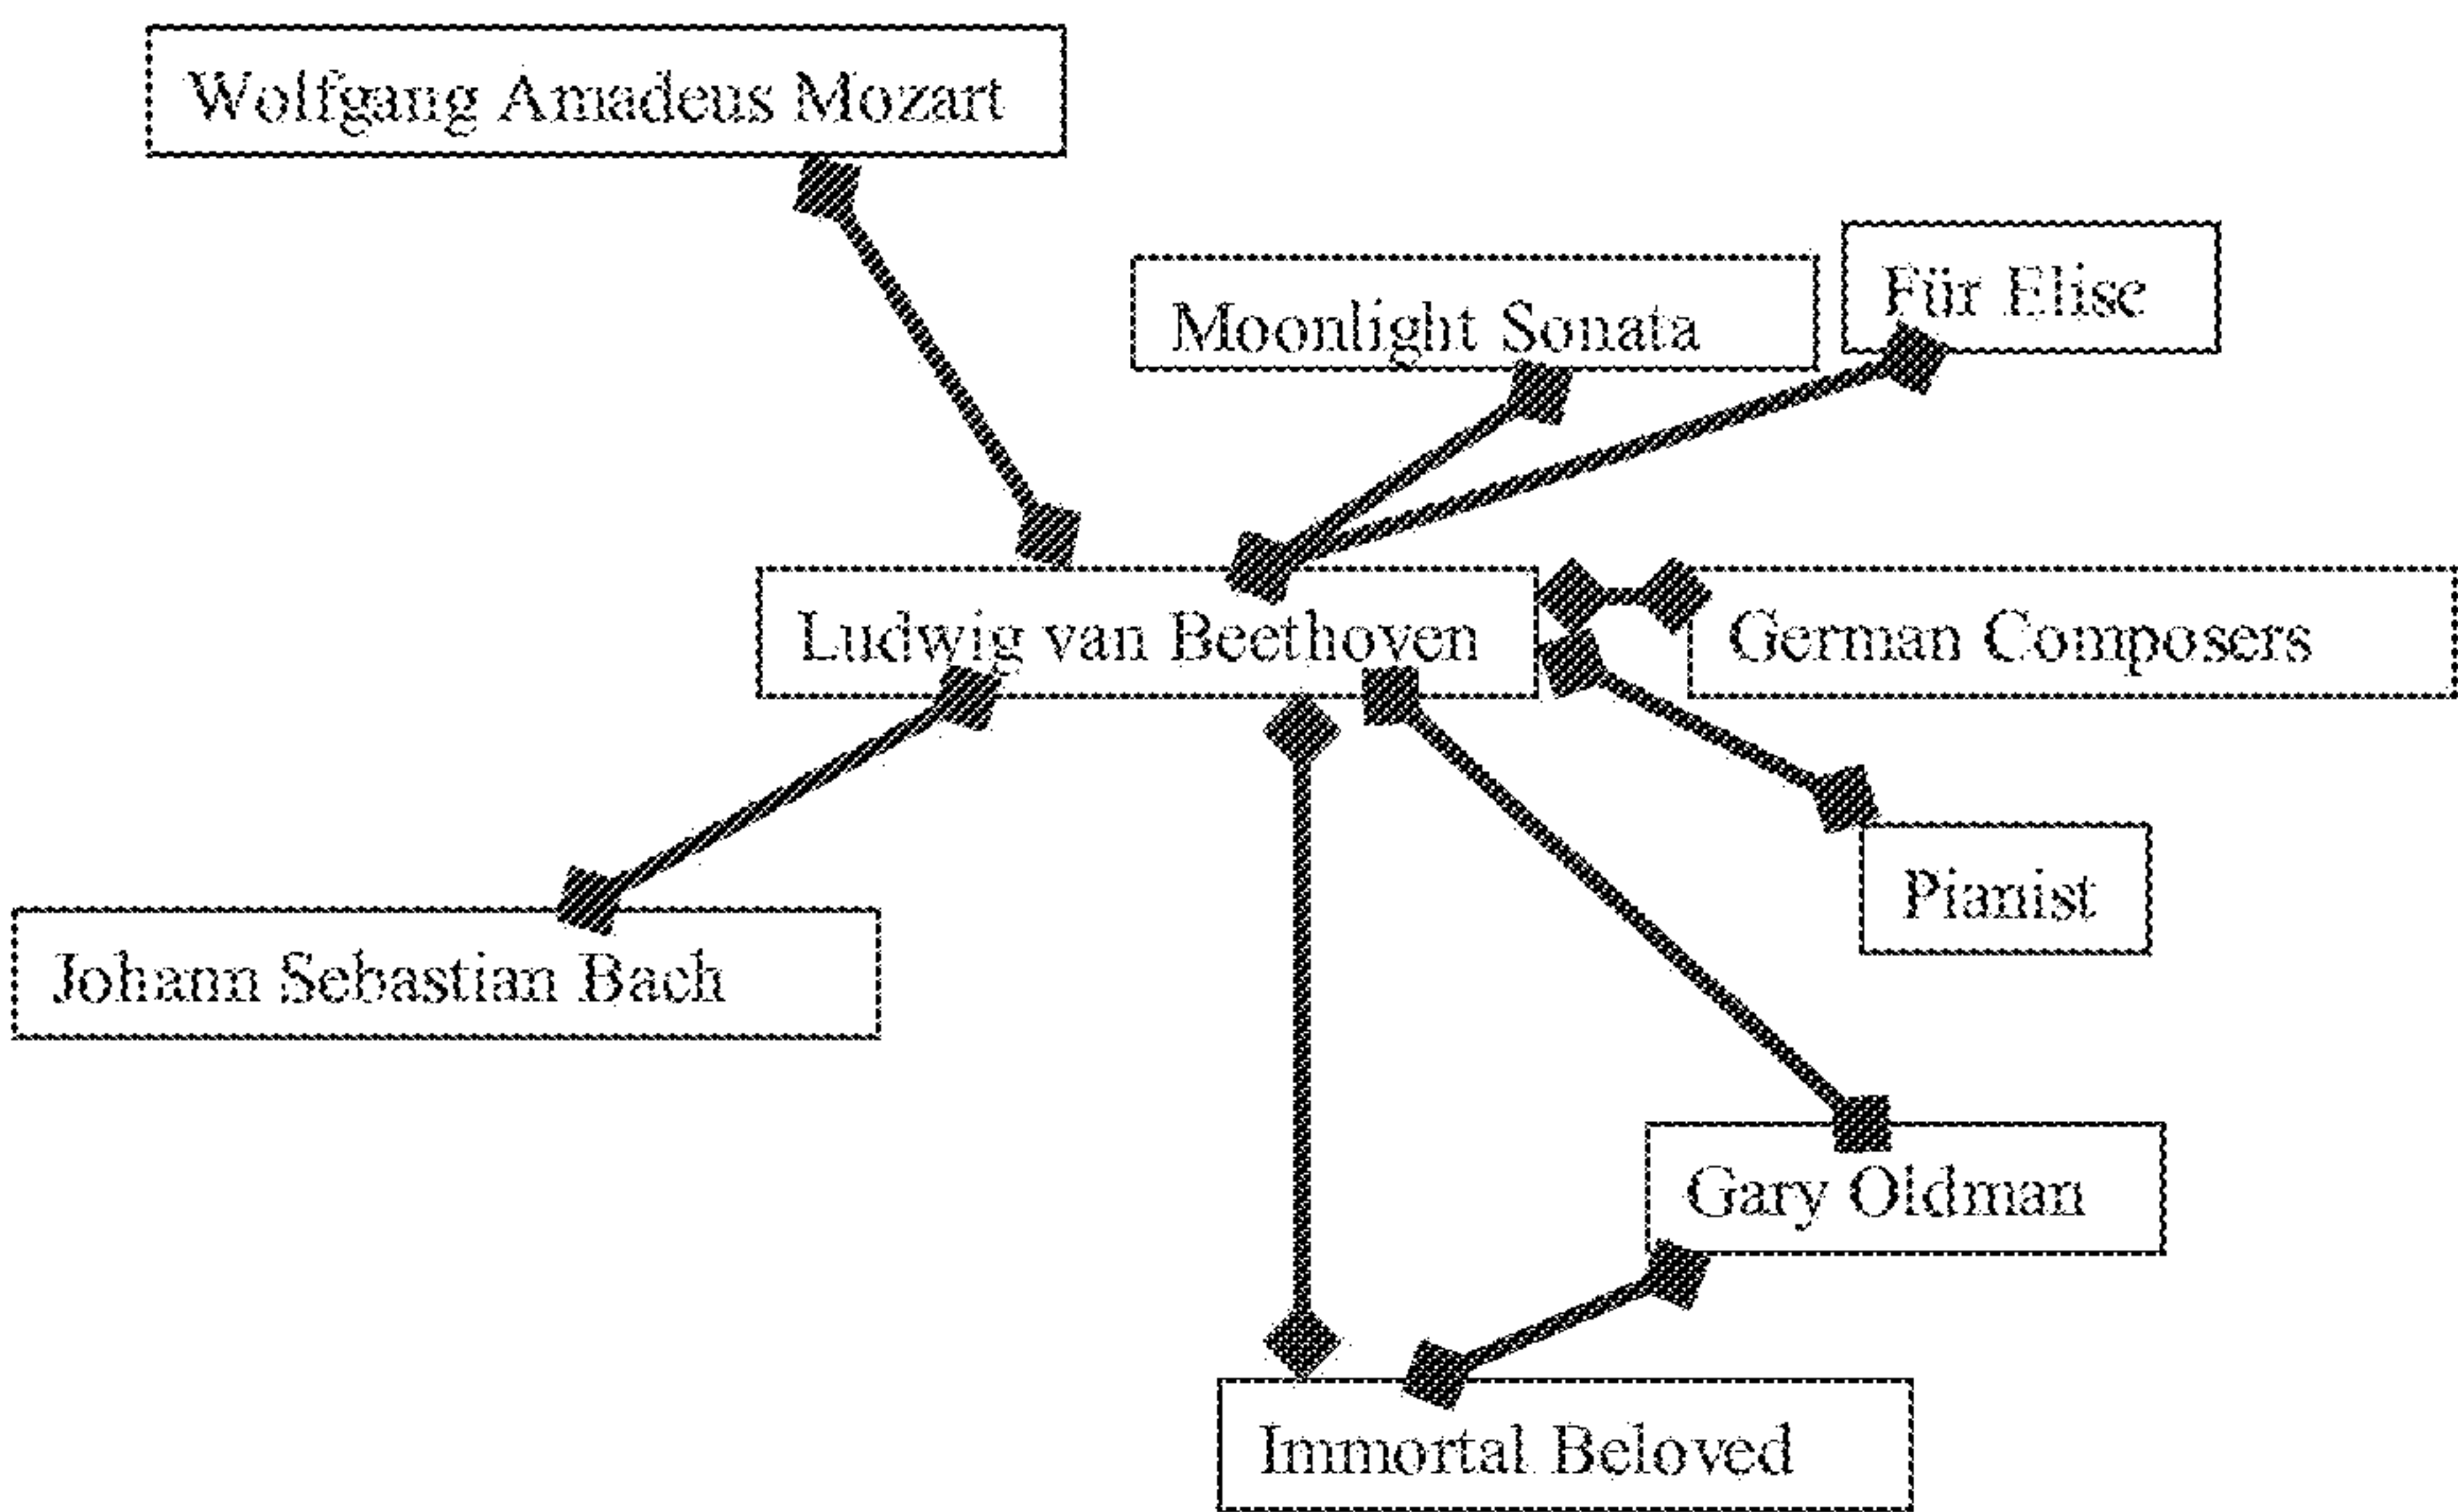 Wolfgang Amadeus Mozart
Moonlight Sonata
Für Elise
Ludwig van Beethoven
German Composers
Pianist
Johann Sebastian Bach
Gary Oldman
Immortal Beloved